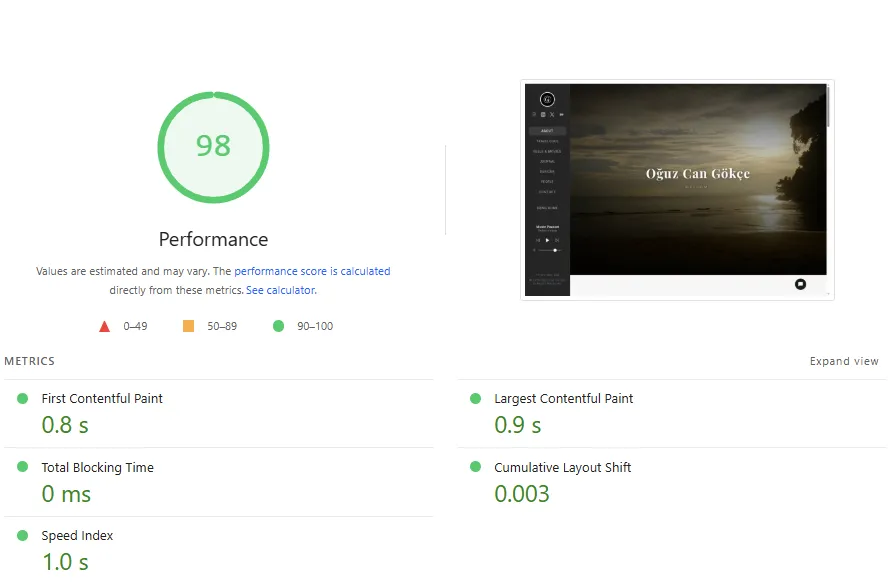 98
Performance
Values are estimated and may vary. The performance score is calculated
directly from these metrics. See calculator.
0–49
50–89
90–100
Oğuz Can Gökçe
ABOUT
METRICS
Expand view
First Contentful Paint
0.8 s
Largest Contentful Paint
0.9 s
Total Blocking Time
0 ms
Cumulative Layout Shift
0.003
Speed Index
1.0 s